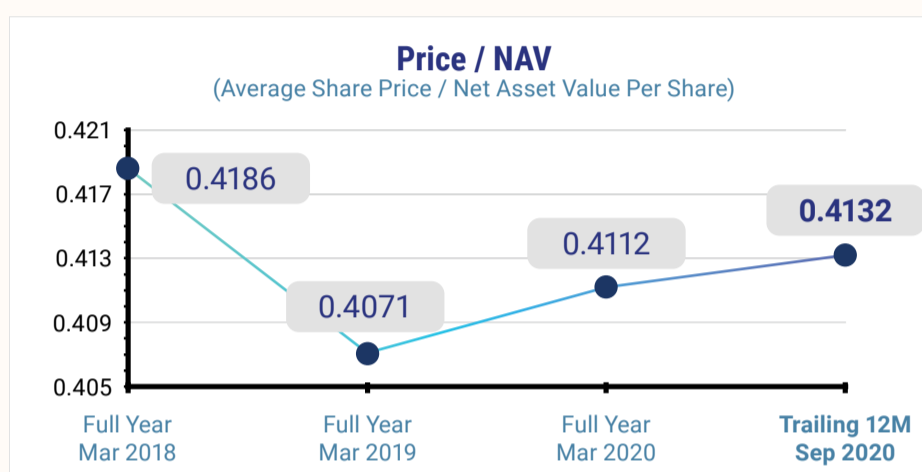 Price / NAV
(Average Share Price / Net Asset Value Per Share)
0.421
0.417
0.413
0.409
0.405
0.4186
0.4071
0.4112
0.4132
Full Year
Mar 2018
Full Year
Mar 2019
Full Year
Mar 2020
Trailing 12M
Sep 2020